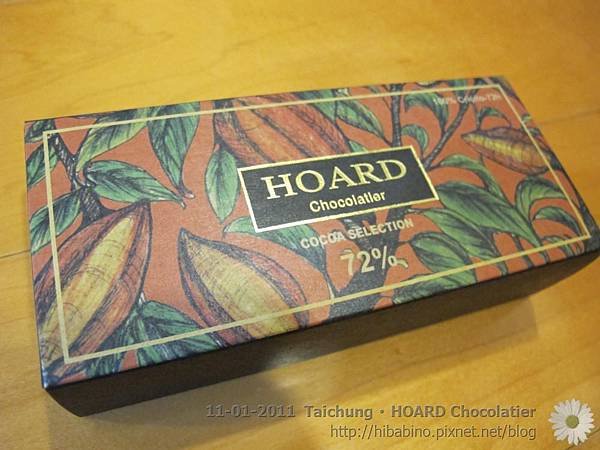 HOARD
Chocolatier
COCOA SELECTION
72%
11-01-2011 Taichung・HOARD Chocolatier
http://hibabino.pixnet.net/blog